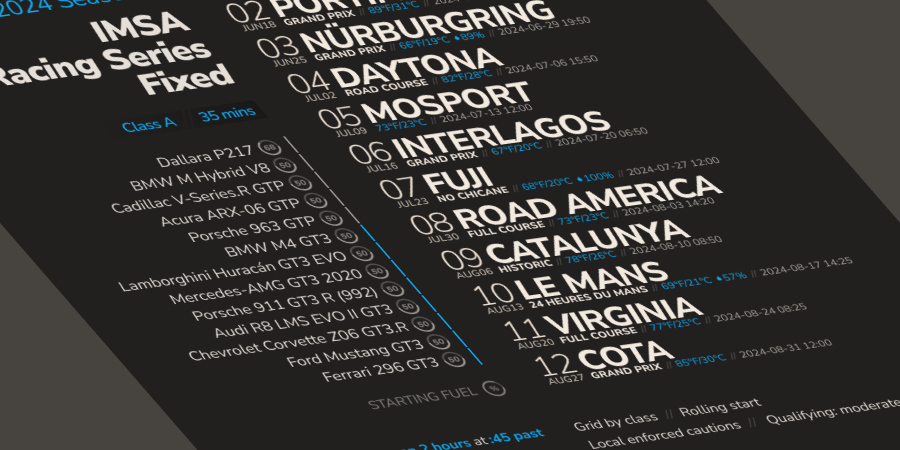 2024 Seas
IMSA
Racing Series
Fixed
Class A 35 mins
Dallara P217
BMW M Hybrid V8 50
Cadillac V-Series.R GTP 50
Acura ARX-06 GTP 50
Porsche 963 GTP 50
BMW M4 GT3 50
Lamborghini Huracán GT3 EVO 50
Mercedes-AMG GT3 2020 50
Porsche 911 GT3 R (992) 50
Audi R8 LMS EVO II GT3 50
Chevrolet Corvette Z06 GT3.R 50
Ford Mustang GT3 50
Ferrari 296 GT3 50
STARTING FUEL %
02
JUN18 GRAND PRIX // 89°F/31°C // 2024
03 NÜRBURGRING
JUN25 GRAND PRIX // 66°F/19°C 89% // 2024-06-29 19:50
04 DAYTONA
JUL02 ROAD COURSE // 82°F/28°C // 2024-07-06 15:50
05 MOSPORT
JUL09 73°F/23°C // 2024-07-13 12:00
06 INTERLAGOS
JUL16 GRAND PRIX // 67°F/20°C // 2024-07-20 06:50
07 FUJI
JUL23 NO CHICANE // 68°F/20°C 100% // 2024-07-27 12:00
08 ROAD AMERICA
JUL30 FULL COURSE // 73°F/23°C // 2024-08-03 14:20
09 CATALUNYA
AUG06 HISTORIC // 78°F/26°C // 2024-08-10 08:50
10 LE MANS
AUG13 24 HEURES DU MANS // 69°F/21°C 57% // 2024-08-17 14:25
11 VIRGINIA
AUG20 FULL COURSE // 77°F/25°C // 2024-08-24 08:25
12 COTA
AUG27 GRAND PRIX // 85°F/30°C // 2024-08-31 12:00
2 hours at :45 past
Grid by class // Rolling start
Local enforced cautions // Qualifying: moderate